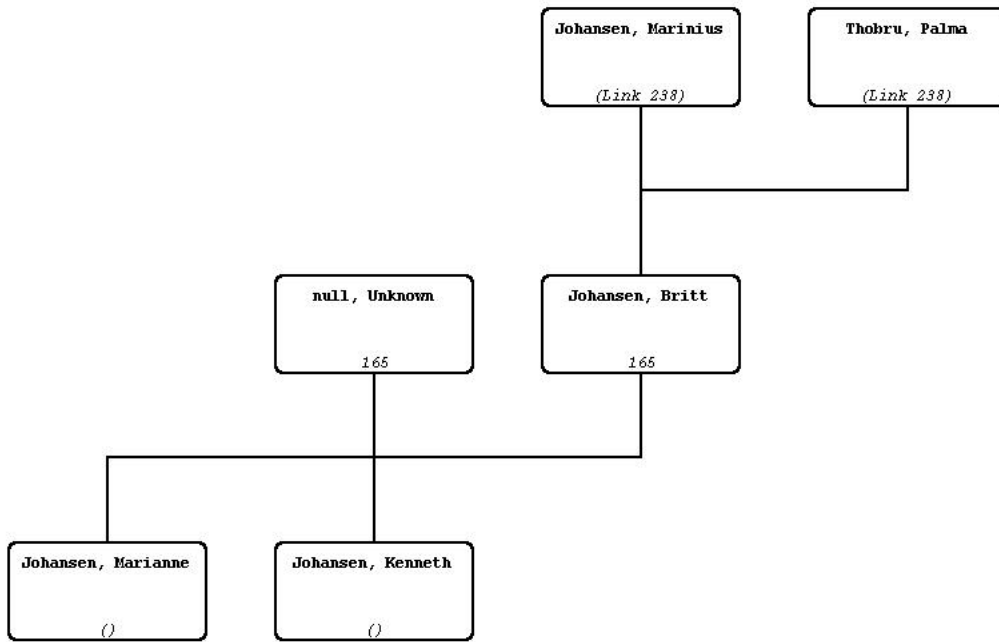 Johansen, Marinius
(Link 238)
Thobru, Palma
(Link 238)
null, Unknown
165
Johansen, Britt
165
Johansen, Marianne
()
Johansen, Kenneth
()